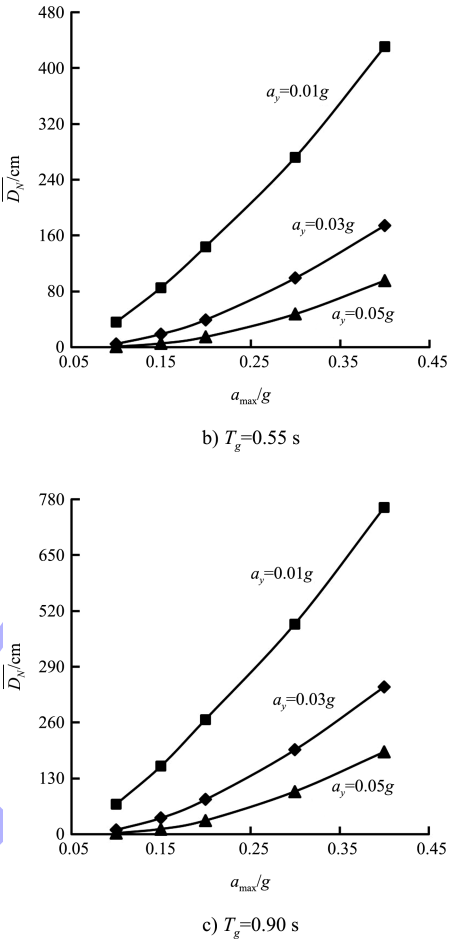 480
400
320
240
160
80
0
D_N/cm
a_y=0.01g
a_y=0.03g
a_y=0.05g
0.05 0.15 0.25 0.35 0.45
a_max/g
b) T_g=0.55 s
780
650
520
290
260
130
0
D_N/cm
a_y=0.01g
a_y=0.03g
a_y=0.05g
0.05 0.15 0.25 0.35 0.45
a_max/g
c) T_g=0.90 s